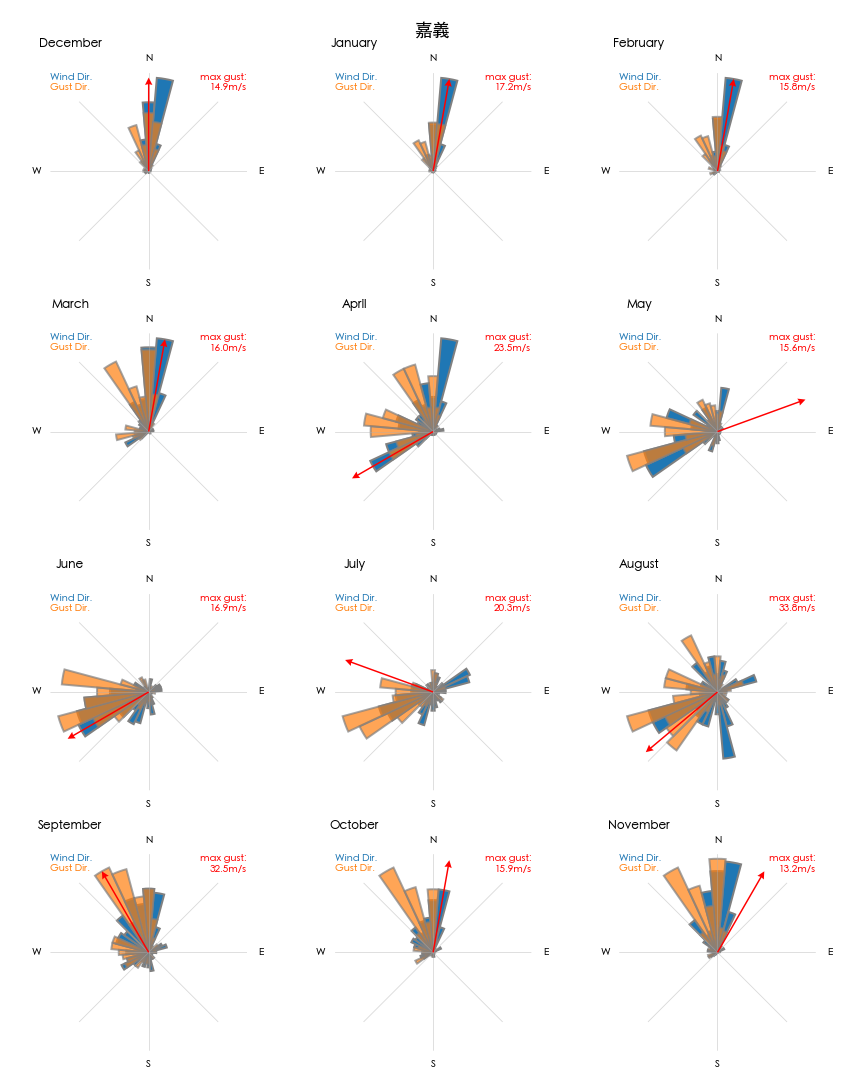 嘉義
December
January
February
N
N
N
Wind Dir.
Gust Dir.
max gust:
14.9m/s
Wind Dir.
Gust Dir.
max gust:
17.2m/s
Wind Dir.
Gust Dir.
max gust:
15.8m/s
W
E
W
E
W
E
S
S
S
March
April
May
N
N
N
Wind Dir.
Gust Dir.
max gust:
16.0m/s
Wind Dir.
Gust Dir.
max gust:
23.5m/s
Wind Dir.
Gust Dir.
max gust:
15.6m/s
W
E
W
E
W
E
S
S
S
June
July
August
N
N
N
Wind Dir.
Gust Dir.
max gust:
16.9m/s
Wind Dir.
Gust Dir.
max gust:
20.3m/s
Wind Dir.
Gust Dir.
max gust:
33.8m/s
W
E
W
E
W
E
S
S
S
September
October
November
N
N
N
Wind Dir.
Gust Dir.
max gust:
32.5m/s
Wind Dir.
Gust Dir.
max gust:
15.9m/s
Wind Dir.
Gust Dir.
max gust:
13.2m/s
W
E
W
E
W
E
S
S
S